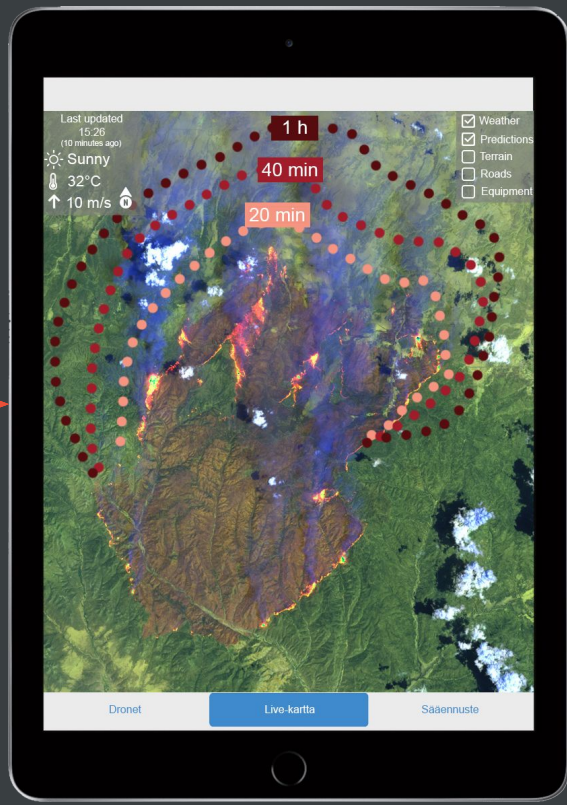 Last updated
15:26
(10 minutes ago)
Sunny
32°C
10 m/s
N
1 h
40 min
20 min
Weather
Predictions
Terrain
Roads
Equipment
Dronet
Live-kartta
Sääennuste